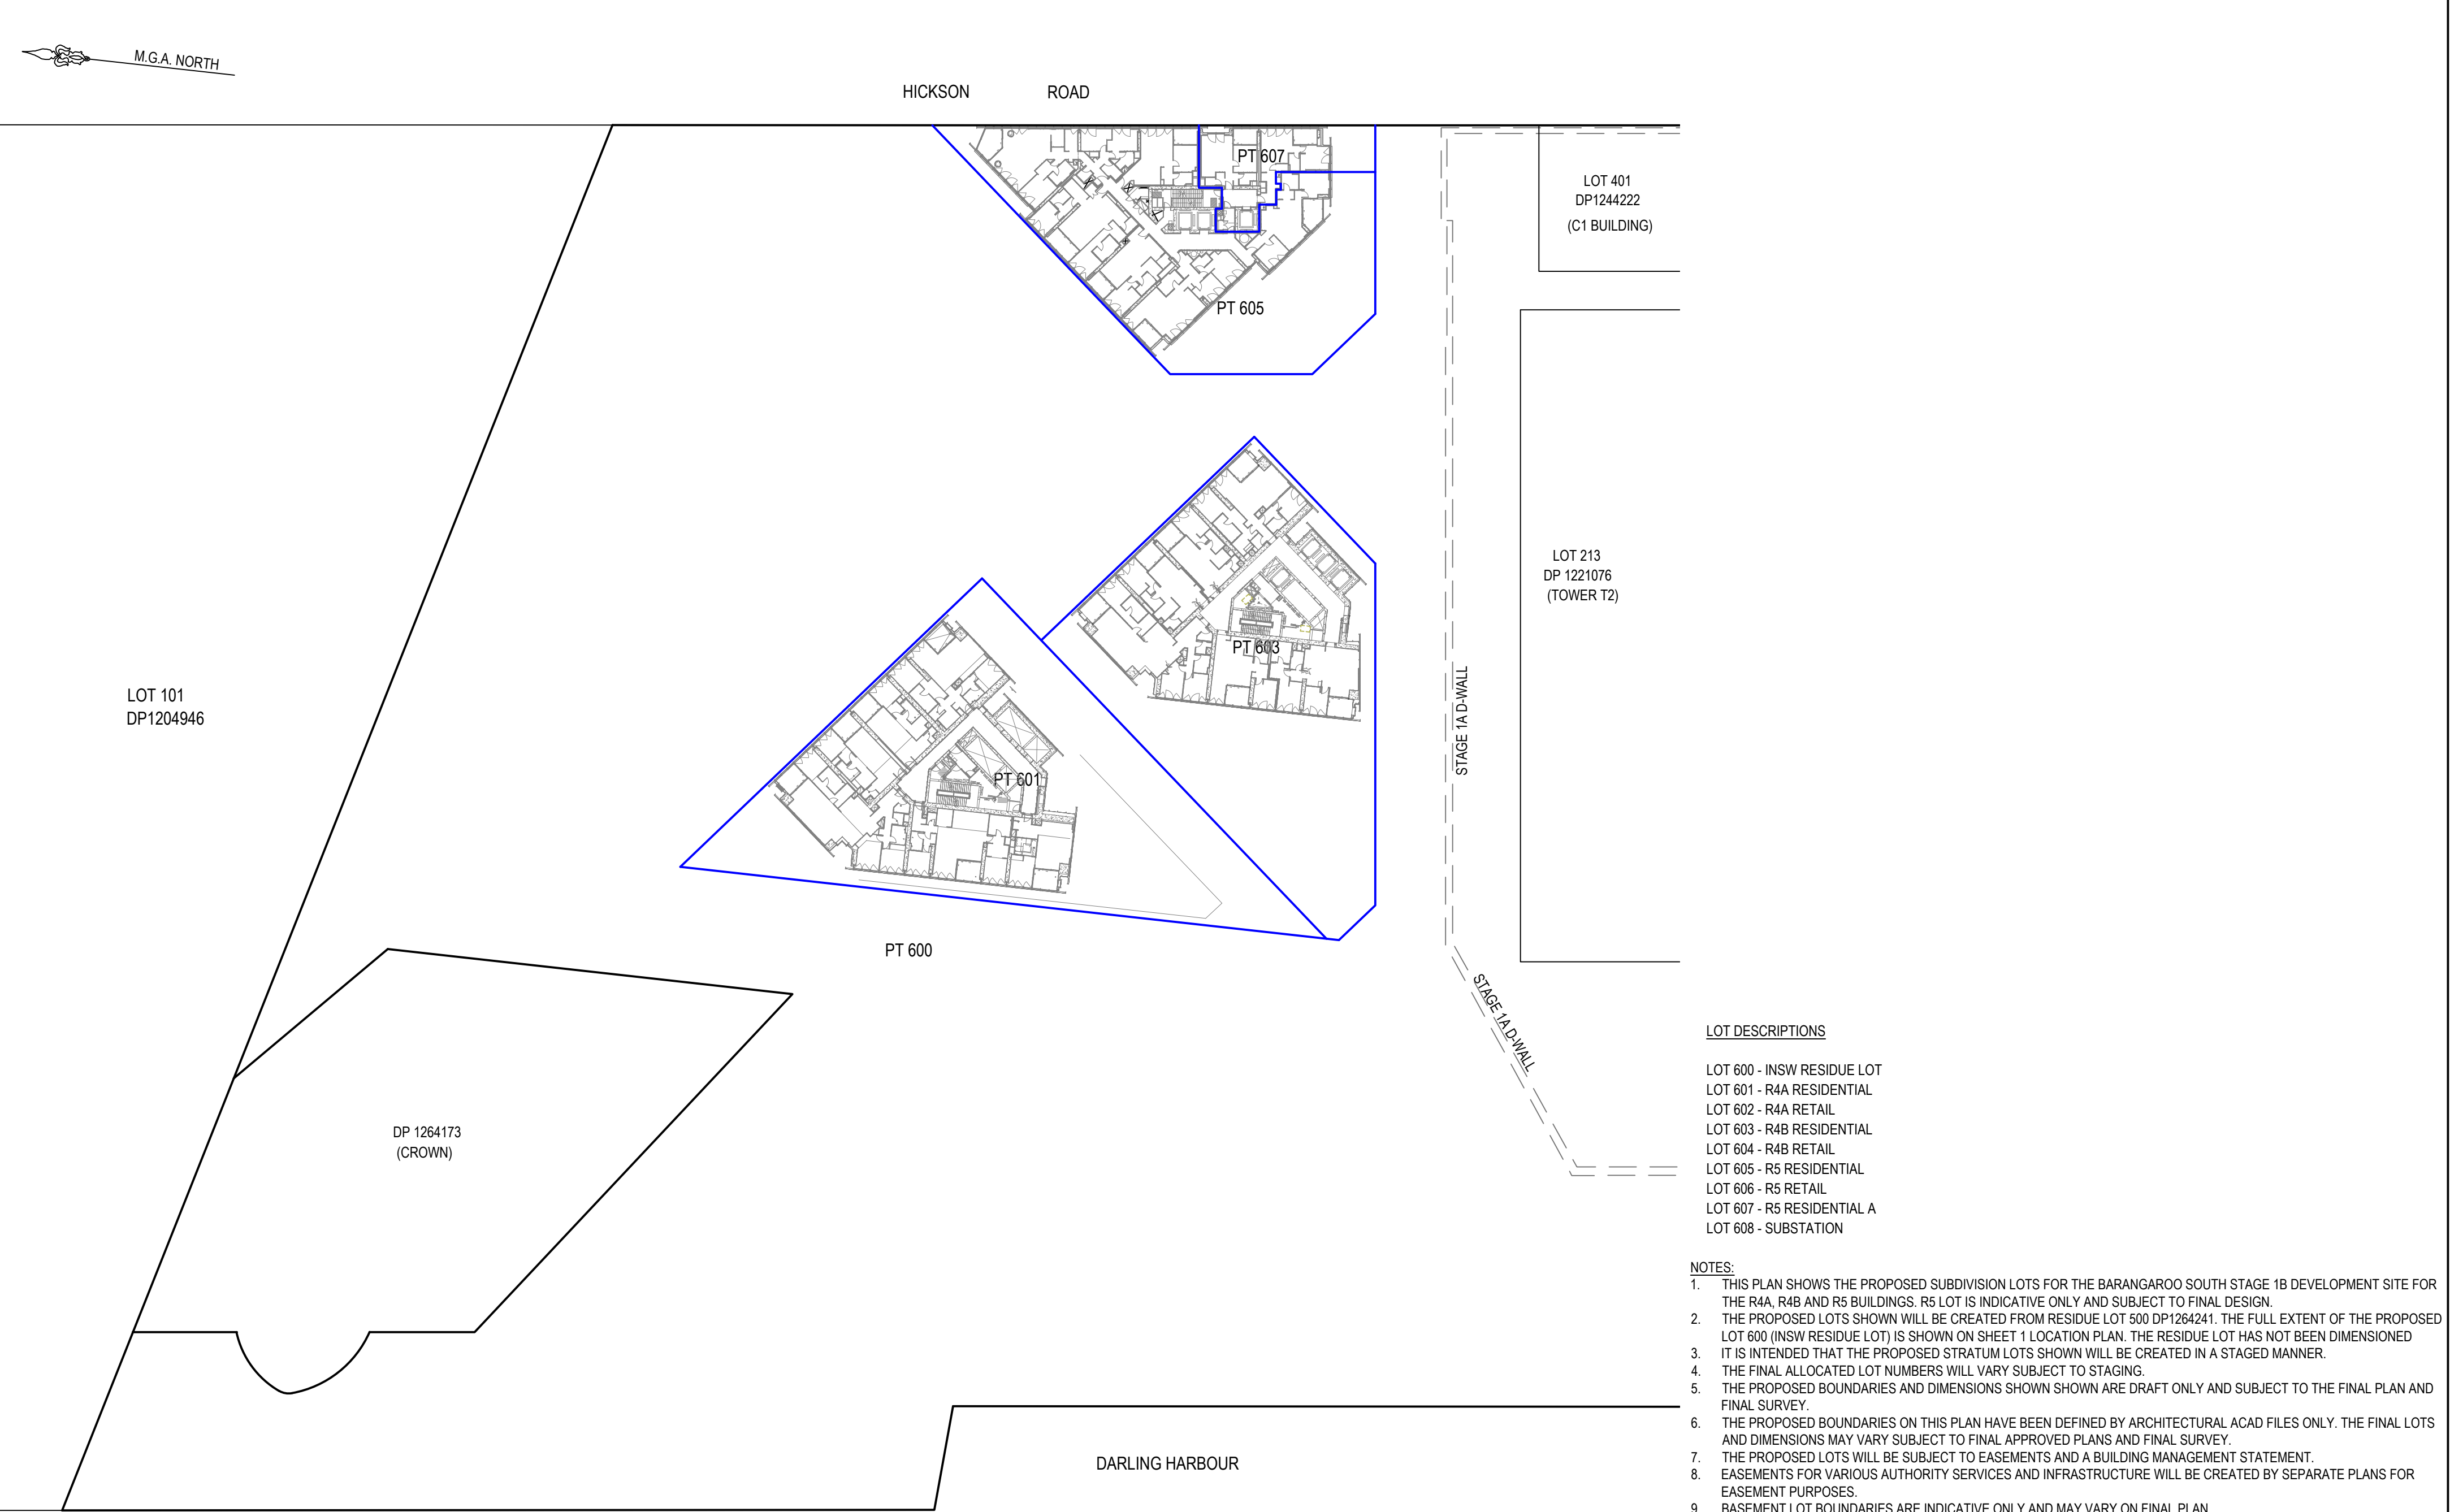 M.G.A. NORTH
HICKSON ROAD
PT 607
LOT 401
DP1244222
(C1 BUILDING)
PT 605
LOT 213
DP 1221076
(TOWER T2)
PT 603
LOT 101
DP1204946
STAGE 1A D-WALL
PT 601
PT 600
STAGE 1A D-WALL
DP 1264173
(CROWN)
DARLING HARBOUR
LOT DESCRIPTIONS
LOT 600 - INSW RESIDUE LOT
LOT 601 - R4A RESIDENTIAL
LOT 602 - R4A RETAIL
LOT 603 - R4B RESIDENTIAL
LOT 604 - R4B RETAIL
LOT 605 - R5 RESIDENTIAL
LOT 606 - R5 RETAIL
LOT 607 - R5 RESIDENTIAL A
LOT 608 - SUBSTATION
NOTES:
1. THIS PLAN SHOWS THE PROPOSED SUBDIVISION LOTS FOR THE BARANGAROO SOUTH STAGE 1B DEVELOPMENT SITE FOR
THE R4A, R4B AND R5 BUILDINGS. R5 LOT IS INDICATIVE ONLY AND SUBJECT TO FINAL DESIGN.
2. THE PROPOSED LOTS SHOWN WILL BE CREATED FROM RESIDUE LOT 500 DP1264241. THE FULL EXTENT OF THE PROPOSED
LOT 600 (INSW RESIDUE LOT) IS SHOWN ON SHEET 1 LOCATION PLAN. THE RESIDUE LOT HAS NOT BEEN DIMENSIONED
3. IT IS INTENDED THAT THE PROPOSED STRATUM LOTS SHOWN WILL BE CREATED IN A STAGED MANNER.
4. THE FINAL ALLOCATED LOT NUMBERS WILL VARY SUBJECT TO STAGING.
5. THE PROPOSED BOUNDARIES AND DIMENSIONS SHOWN SHOWN ARE DRAFT ONLY AND SUBJECT TO THE FINAL PLAN AND
FINAL SURVEY.
6. THE PROPOSED BOUNDARIES ON THIS PLAN HAVE BEEN DEFINED BY ARCHITECTURAL ACAD FILES ONLY. THE FINAL LOTS
AND DIMENSIONS MAY VARY SUBJECT TO FINAL APPROVED PLANS AND FINAL SURVEY.
7. THE PROPOSED LOTS WILL BE SUBJECT TO EASEMENTS AND A BUILDING MANAGEMENT STATEMENT.
8. EASEMENTS FOR VARIOUS AUTHORITY SERVICES AND INFRASTRUCTURE WILL BE CREATED BY SEPARATE PLANS FOR
EASEMENT PURPOSES.
9. BASEMENT LOT BOUNDARIES ARE INDICATIVE ONLY AND MAY VARY ON FINAL PLAN